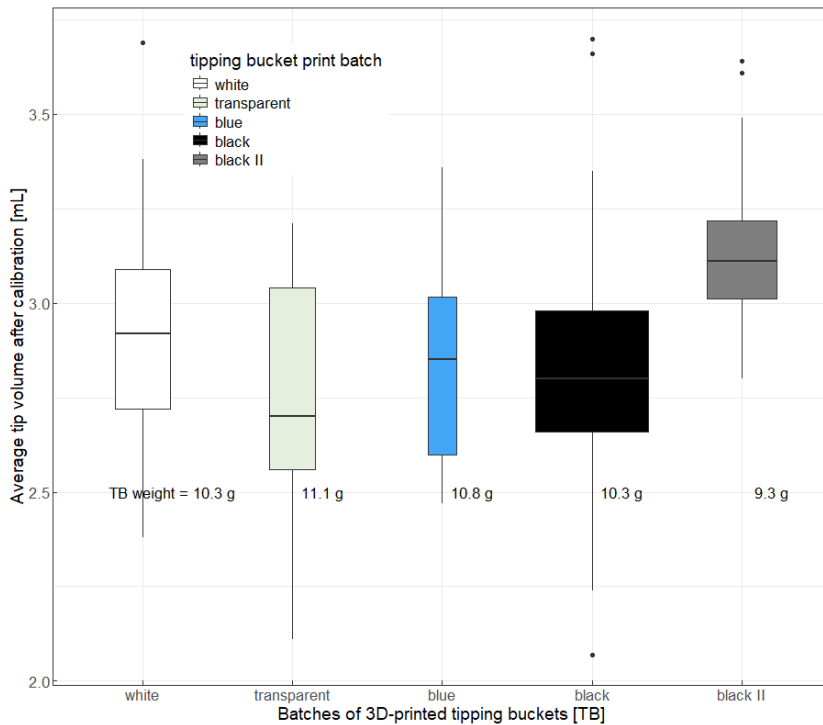 tipping bucket print batch
white
transparent
blue
black
black II
Average tip volume after calibration [mL]
3.5
3.0
2.5
2.0
TB weight = 10.3 g
11.1 g
10.8 g
10.3 g
9.3 g
white
transparent
blue
black
black II
Batches of 3D-printed tipping buckets [TB]